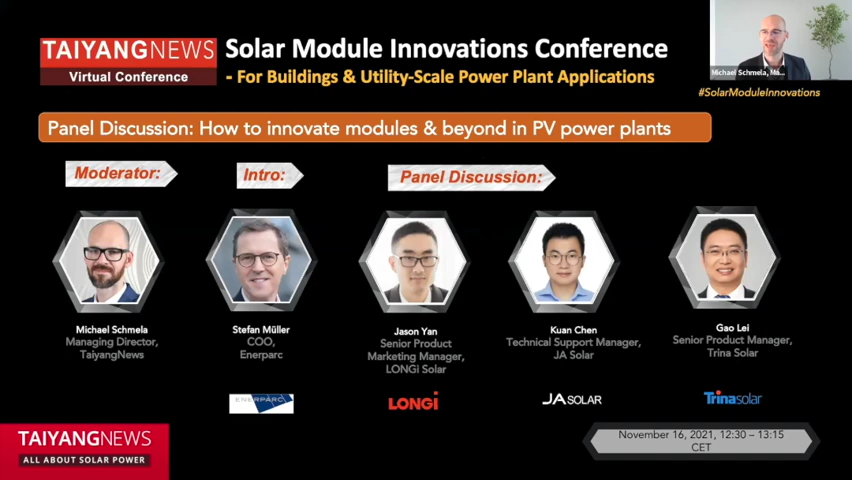 TAIYANGNEWS
Virtual Conference
Solar Module Innovations Conference
- For Buildings & Utility-Scale Power Plant Applications
Michael Schmela, Ma...
#SolarModuleInnovations
Panel Discussion: How to innovate modules & beyond in PV power plants
Moderator:
Intro:
Panel Discussion:
Michael Schmela
Managing Director,
TaiyangNews
Stefan Müller
COO,
Enerparc
Jason Yan
Senior Product
Marketing Manager,
LONGi Solar
Kuan Chen
Technical Support Manager,
JA Solar
Gao Lei
Senior Product Manager,
Trina Solar
ENERPARC
LONGi
JA SOLAR
Trinasolar
TAIYANGNEWS
ALL ABOUT SOLAR POWER
November 16, 2021, 12:30 – 13:15
CET